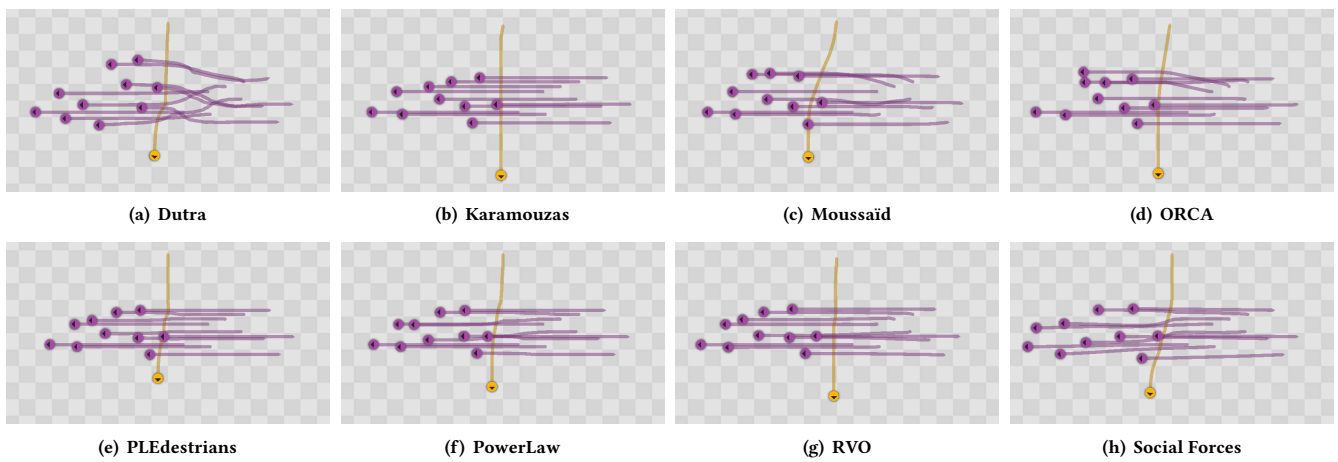 (a) Dutra
(b) Karamouzas
(c) Moussaïd
(d) ORCA
(e) PLEdestrians
(f) PowerLaw
(g) RVO
(h) Social Forces